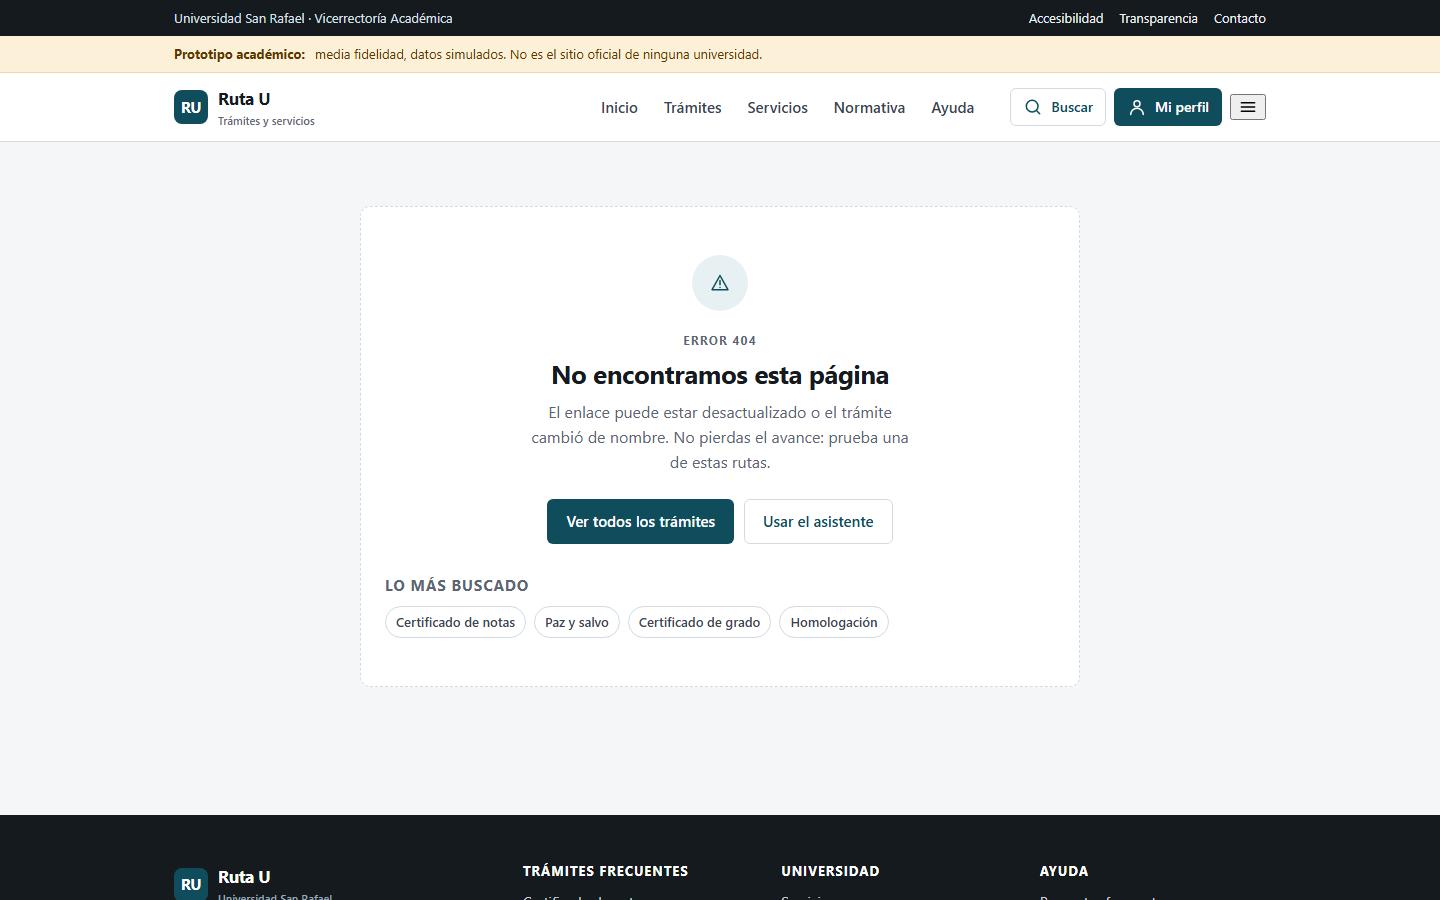 Universidad San Rafael · Vicerrectoría Académica
Accesibilidad Transparencia Contacto
Prototipo académico: media fidelidad, datos simulados. No es el sitio oficial de ninguna universidad.
RU Ruta U
Trámites y servicios
Inicio Trámites Servicios Normativa Ayuda
Buscar
Mi perfil
ERROR 404
No encontramos esta página
El enlace puede estar desactualizado o el trámite
cambió de nombre. No pierdas el avance: prueba una
de estas rutas.
Ver todos los trámites Usar el asistente
LO MÁS BUSCADO
Certificado de notas Paz y salvo Certificado de grado Homologación
RU Ruta U
Universidad San Rafael
TRÁMITES FRECUENTES
UNIVERSIDAD
AYUDA